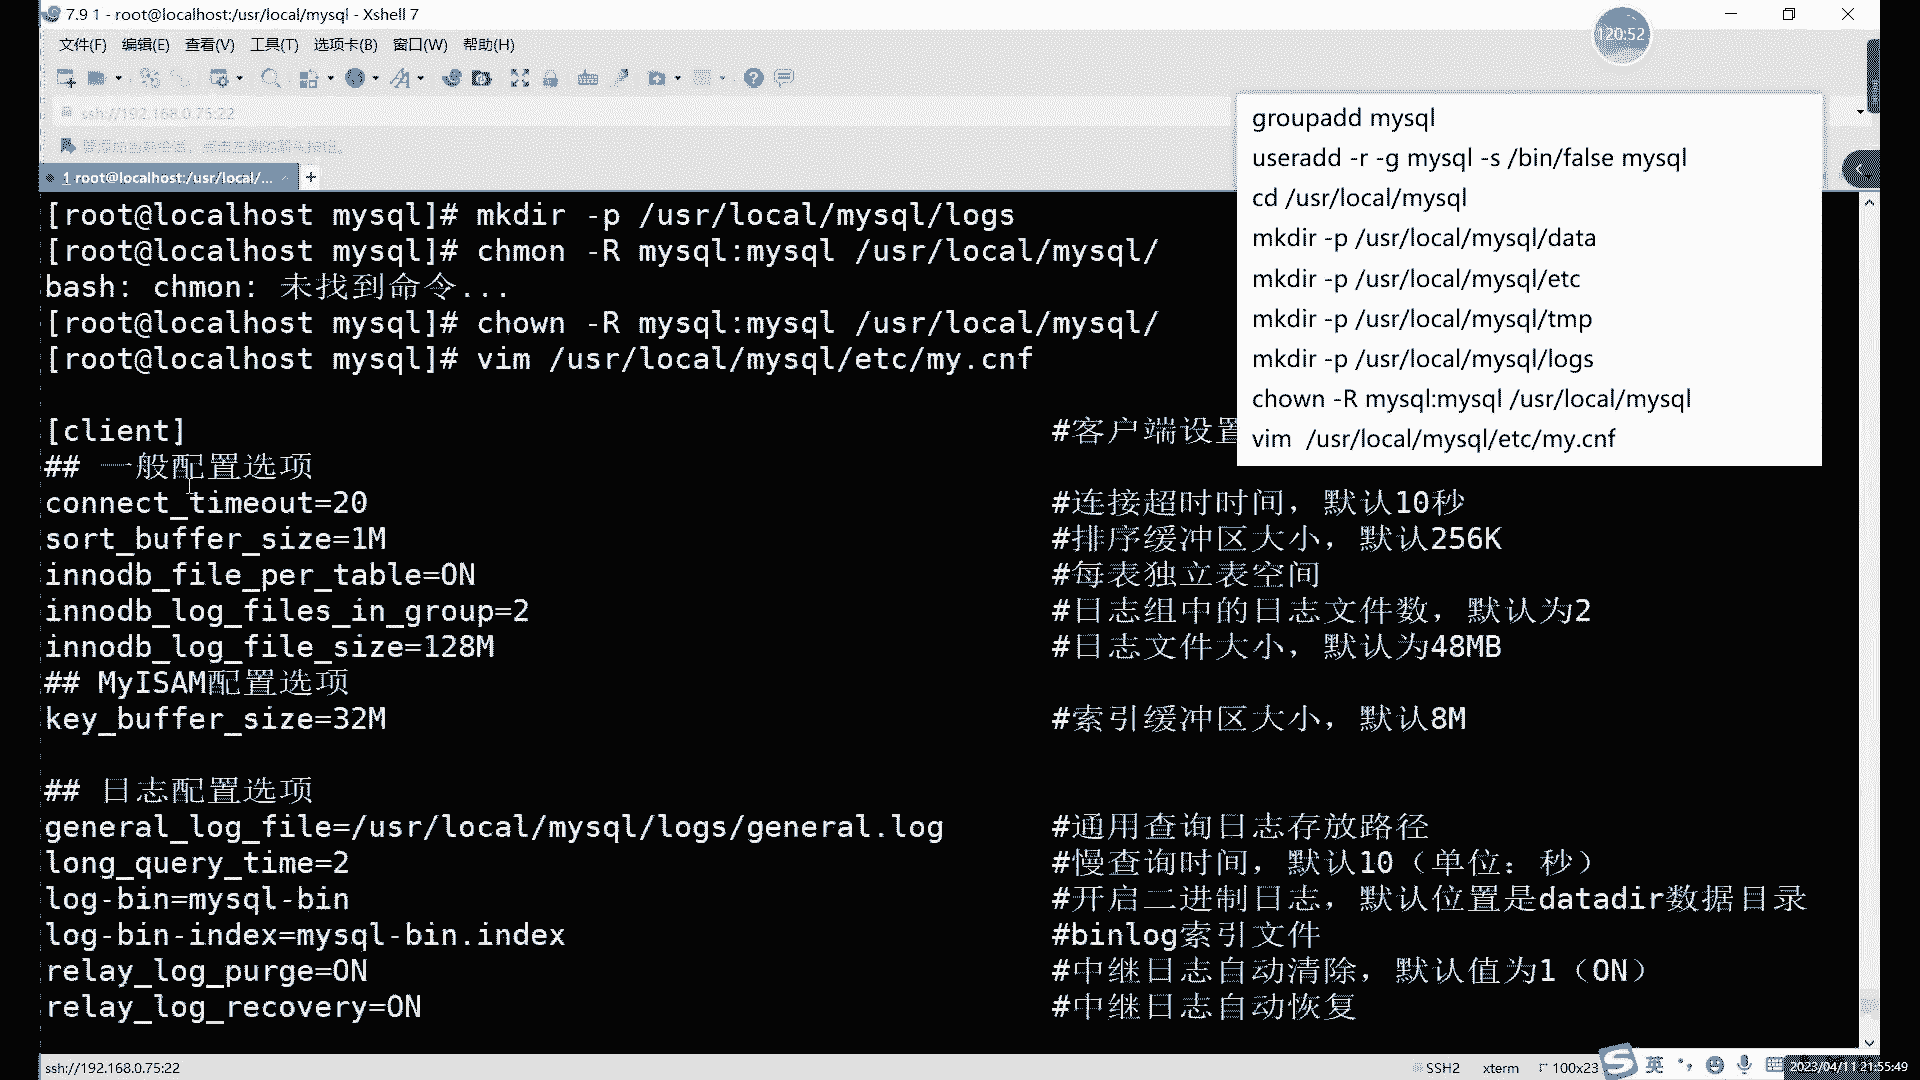 7.9 1 - root@localhost:/usr/local/mysql - Xshell 7
120:52
文件(F) 编辑(E) 查看(V) 工具(T) 选项卡(B) 窗口(W) 帮助(H)
ssh://192.168.0.75:22
1 root@localhost:/usr/local/...
groupadd mysql
useradd -r -g mysql -s /bin/false mysql
cd /usr/local/mysql
mkdir -p /usr/local/mysql/data
mkdir -p /usr/local/mysql/etc
mkdir -p /usr/local/mysql/tmp
mkdir -p /usr/local/mysql/logs
chown -R mysql:mysql /usr/local/mysql
vim /usr/local/mysql/etc/my.cnf
[root@localhost mysql]# mkdir -p /usr/local/mysql/logs
[root@localhost mysql]# chmon -R mysql:mysql /usr/local/mysql/
bash: chmon: 未找到命令...
[root@localhost mysql]# chown -R mysql:mysql /usr/local/mysql/
[root@localhost mysql]# vim /usr/local/mysql/etc/my.cnf
[client] #客户端设置
## 一般配置选项
connect_timeout=20 #连接超时时间，默认10秒
sort_buffer_size=1M #排序缓冲区大小，默认256K
innodb_file_per_table=ON #每表独立表空间
innodb_log_files_in_group=2 #日志组中的日志文件数，默认为2
innodb_log_file_size=128M #日志文件大小，默认为48MB
## MyISAM配置选项
key_buffer_size=32M #索引缓冲区大小，默认8M
## 日志配置选项
general_log_file=/usr/local/mysql/logs/general.log #通用查询日志存放路径
long_query_time=2 #慢查询时间，默认10（单位：秒）
log-bin=mysql-bin #开启二进制日志，默认位置是datadir数据目录
log-bin-index=mysql-bin.index #binlog索引文件
relay_log_purge=ON #中继日志自动清除，默认值为1（ON）
relay_log_recovery=ON #中继日志自动恢复
ssh://192.168.0.75:22 SSH2 xterm 100x23 英 2023/04/11 21:55:49